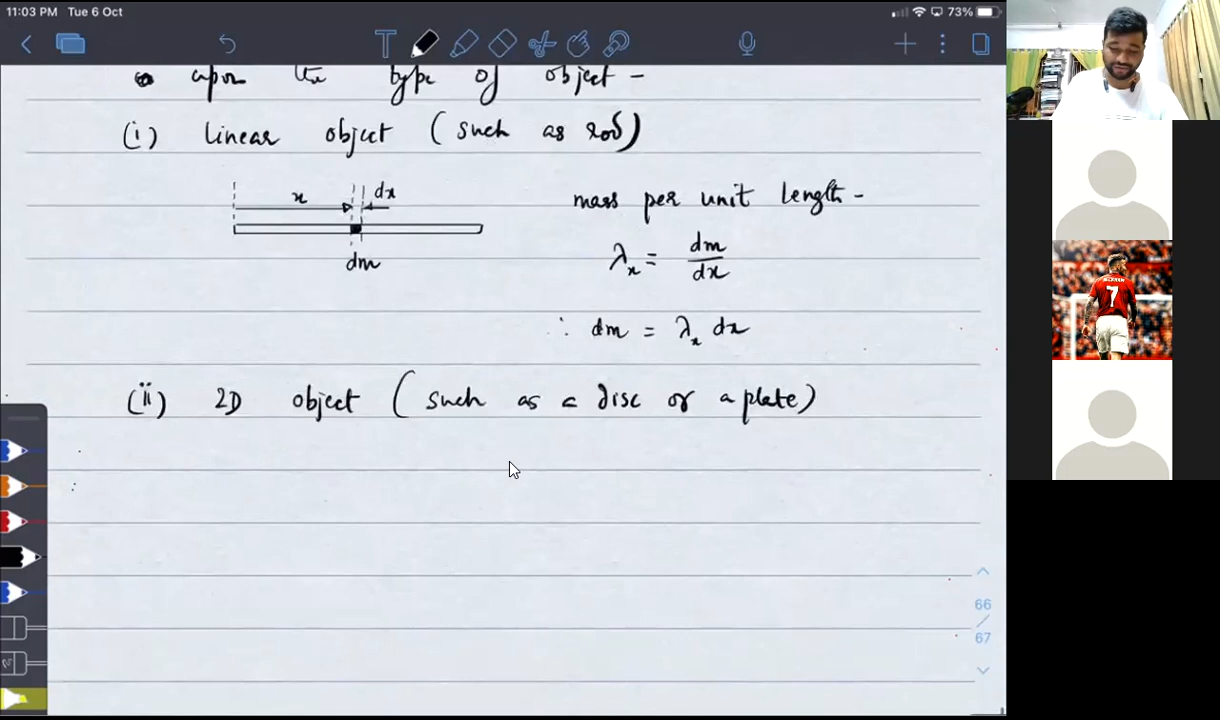 11:03 PM Tue 6 Oct 73%
upon the type of object -
(i) linear object (such as rod)
x dx
mass per unit length -
dm
λx = dm/dx
∴ dm = λx dx
(ii) 2D object (such as a disc or a plate)
66
/
67
7